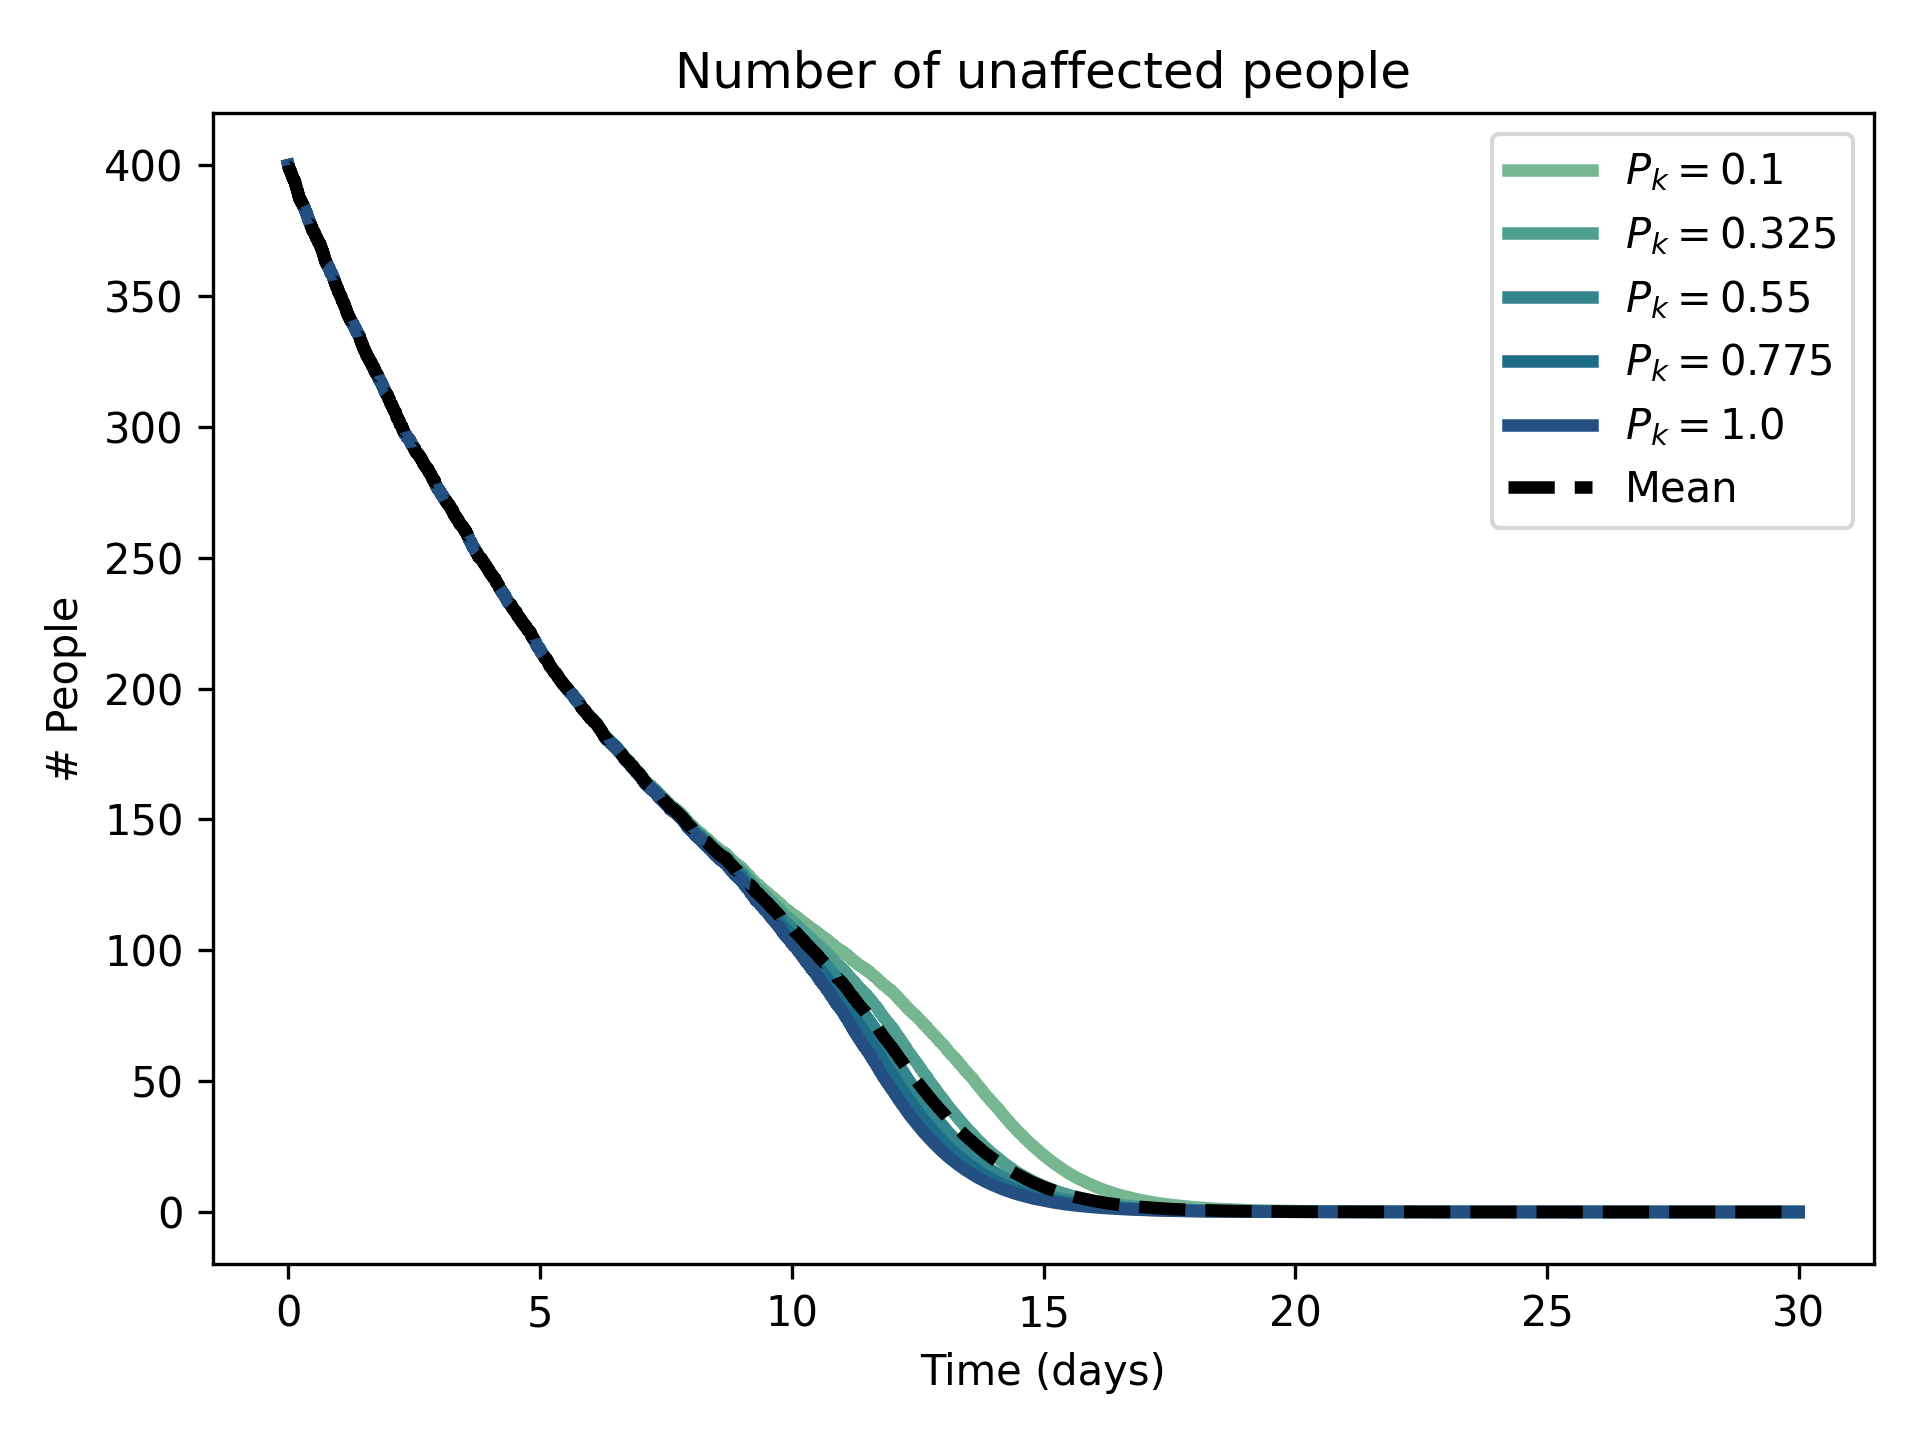 Number of unaffected people
# People
400
350
300
250
200
150
100
50
0
P_k = 0.1
P_k = 0.325
P_k = 0.55
P_k = 0.775
P_k = 1.0
Mean
0 5 10 15 20 25 30
Time (days)